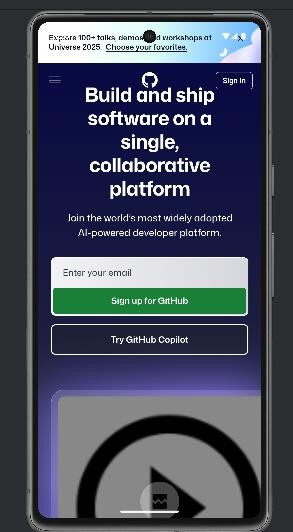 Explore 100+ talks, demos, and workshops at
Universe 2025. Choose your favorites.
Sign in
Build and ship
software on a
single,
collaborative
platform
Join the world's most widely adopted
AI-powered developer platform.
Enter your email
Sign up for GitHub
Try GitHub Copilot